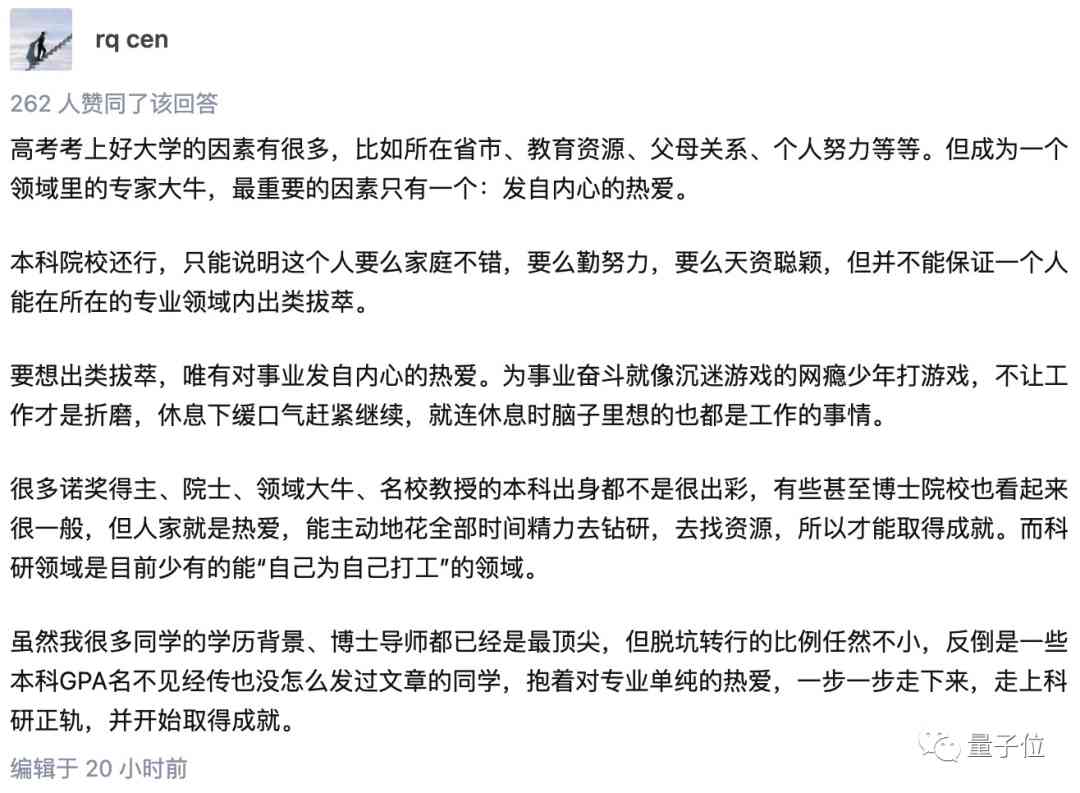 rq cen
262 人赞同了该回答
高考考上好大学的因素有很多，比如所在省市、教育资源、父母关系、个人努力等等。但成为一个
领域里的专家大牛，最重要的因素只有一个：发自内心的热爱。
本科院校还行，只能说明这个人要么家庭不错，要么勤努力，要么天资聪颖，但并不能保证一个人
能在所在的专业领域内出类拔萃。
要想出类拔萃，唯有对事业发自内心的热爱。为事业奋斗就像沉迷游戏的网瘾少年打游戏，不让工
作才是折磨，休息下缓口气赶紧继续，就连休息时脑子里想的也都是工作的事情。
很多诺奖得主、院士、领域大牛、名校教授的本科出身都不是很出彩，有些甚至博士院校也看起来
很一般，但人家就是热爱，能主动地花全部时间精力去钻研，去找资源，所以才能取得成就。而科
研领域是目前少有的能“自己为自己打工”的领域。
虽然我很多同学的学历背景、博士导师都已经是最顶尖，但脱坑转行的比例任然不小，反倒是一些
本科GPA名不见经传也没怎么发过文章的同学，抱着对专业单纯的热爱，一步一步走下来，走上科
研正轨，并开始取得成就。
量子位
编辑于 20 小时前